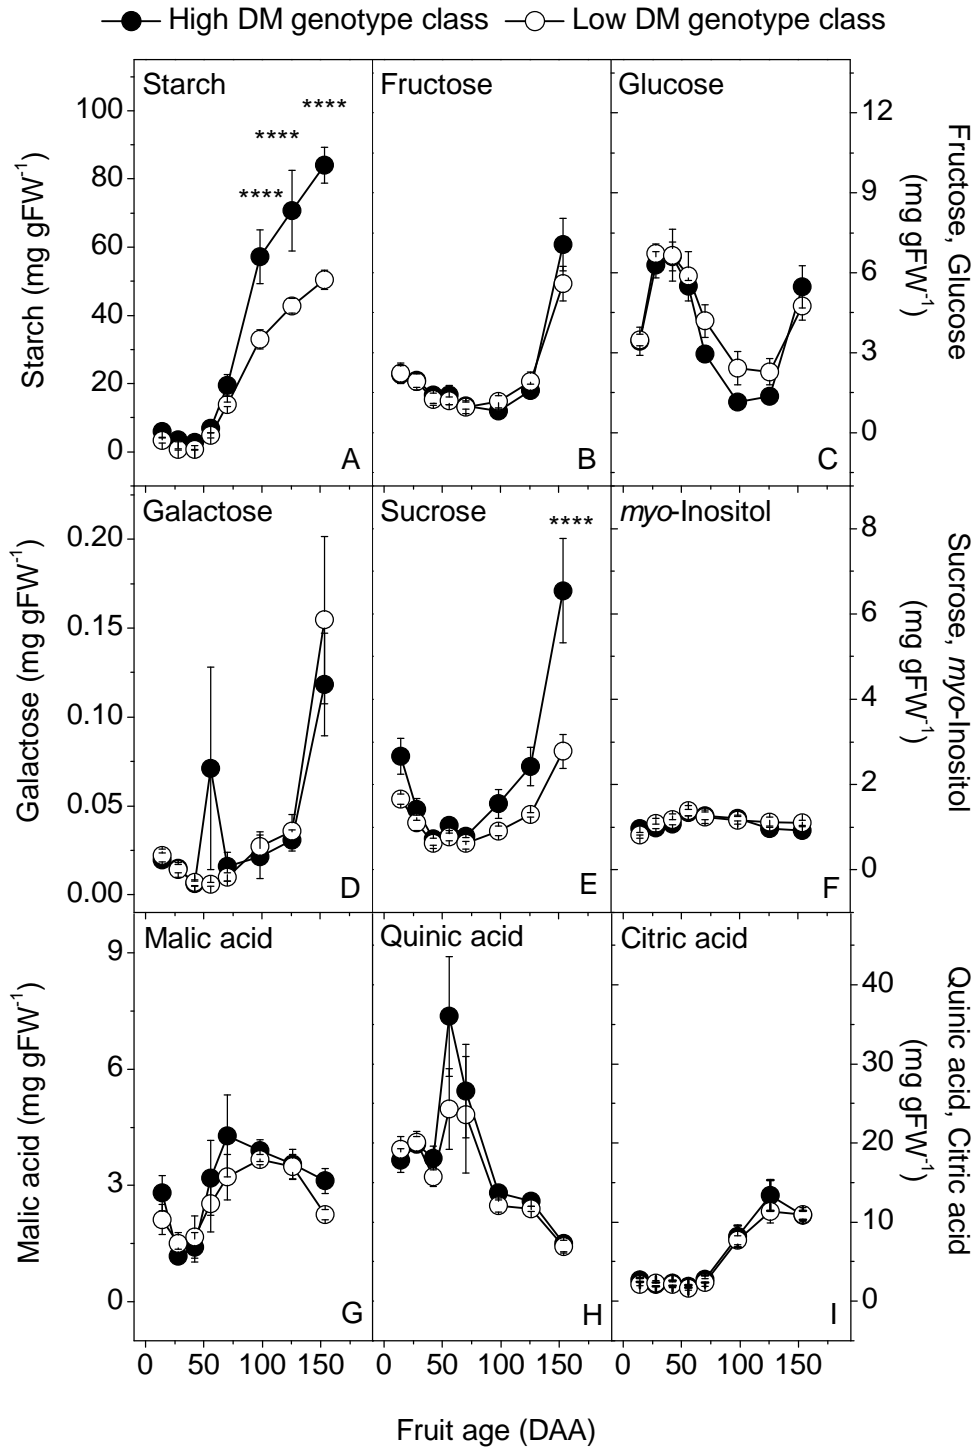 High DM genotype class
Low DM genotype class
Starch
Fructose
Glucose
****
****
****
100
80
60
40
20
0
12
9
6
3
0
Starch (mg gFW⁻¹)
Fructose, Glucose
(mg gFW⁻¹)
A
B
C
Galactose
Sucrose
myo-Inositol
****
0.20
0.15
0.10
0.05
0.00
8
6
4
2
0
Galactose (mg gFW⁻¹)
Sucrose, myo-Inositol
(mg gFW⁻¹)
D
E
F
Malic acid
Quinic acid
Citric acid
9
6
3
0
40
30
20
10
0
Malic acid (mg gFW⁻¹)
Quinic acid, Citric acid
(mg gFW⁻¹)
G
H
I
0 50 100 150 0 50 100 150 0 50 100 150
Fruit age (DAA)